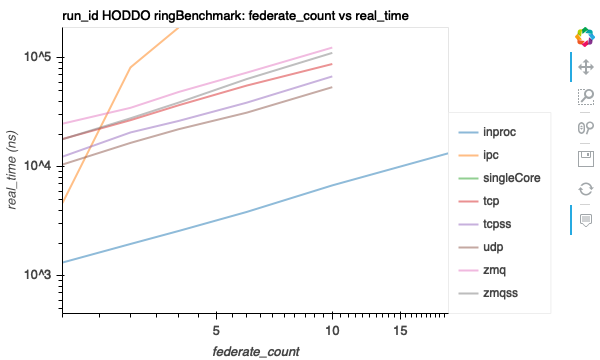 run_id HODDO ringBenchmark: federate_count vs real_time
10^5
10^4
10^3
real_time (ns)
5
10
15
federate_count
inproc
ipc
singleCore
tcp
tcpss
udp
zmq
zmqss